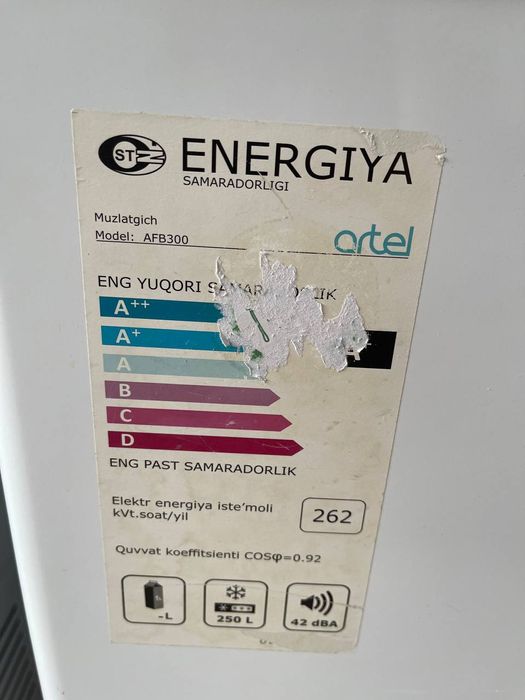 ENERGIYA
SAMARADORLIGI
Muzlatgich
Model: AFB300
artel
ENG YUQORI SAMARADORLIK
A++
A+
A
A
B
C
D
ENG PAST SAMARADORLIK
Elektr energiya iste’moli
kVt.soat/yil
262
Quvvat koeffitsienti COSφ=0.92
-L
250 L
42 dBA